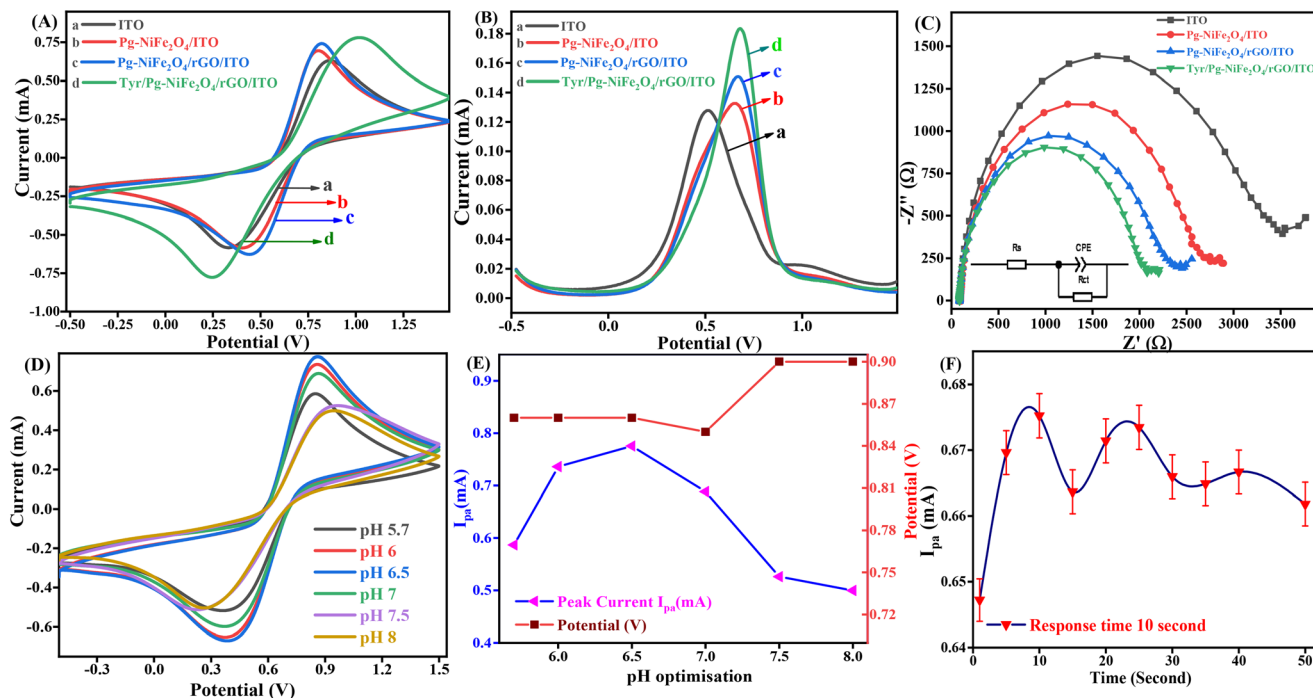 (A)
a ITO
b Pg-NiFe₂O₄/ITO
c Pg-NiFe₂O₄/rGO/ITO
d Tyr/Pg-NiFe₂O₄/rGO/ITO
a
b
c
d
Current (mA)
0.75
0.50
0.25
0.00
-0.25
-0.50
-0.75
-1.00
-0.50 -0.25 0.00 0.25 0.50 0.75 1.00 1.25
Potential (V)
(B)
a ITO
b Pg-NiFe₂O₄/ITO
c Pg-NiFe₂O₄/rGO/ITO
d Tyr/Pg-NiFe₂O₄/rGO/ITO
d
c
b
a
Current (mA)
0.18
0.16
0.14
0.12
0.10
0.08
0.06
0.04
0.02
0.00
-0.5 0.0 0.5 1.0
Potential (V)
(C)
ITO
Pg-NiFe₂O₄/ITO
Pg-NiFe₂O₄/rGO/ITO
Tyr/Pg-NiFe₂O₄/rGO/ITO
-Z'' (Ω)
-1500
1250
1000
750
500
250
0
Rs
CPE
Rct
0 500 1000 1500 2000 2500 3000 3500
Z' (Ω)
(D)
Current (mA)
0.6
0.4
0.2
0.0
-0.2
-0.4
-0.6
pH 5.7
pH 6
pH 6.5
pH 7
pH 7.5
pH 8
-0.3 0.0 0.3 0.6 0.9 1.2 1.5
Potential (V)
(E)
Iₚₐ(mA)
0.9
0.8
0.7
0.6
0.5
0.4
Peak Current Iₚₐ(mA)
Potential (V)
6.0 6.5 7.0 7.5 8.0
pH optimisation
0.90
0.88
0.85
0.82
0.80
0.78
0.75
0.72
Potential (V)
(F)
Iₚₐ (mA)
0.68
0.67
0.66
0.65
0.64
Response time 10 second
0 10 20 30 40 50
Time (Second)